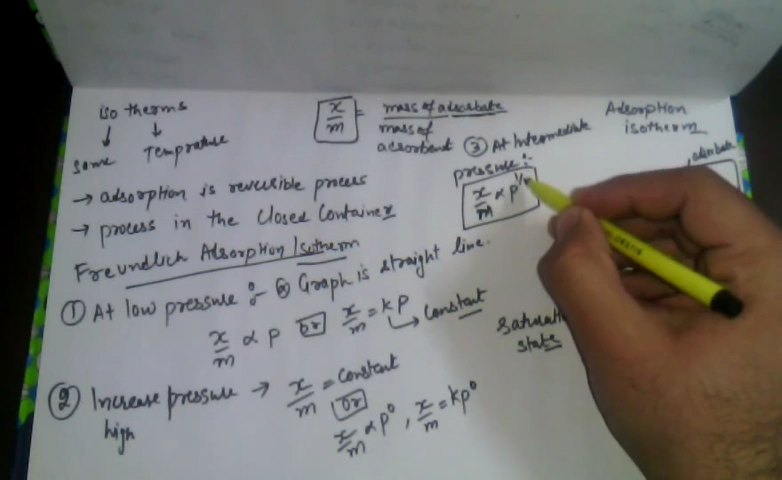 iso therms
same Temprature
→ adsorption is reversible process
→ process in the closed Container
Freundlich Adsorption Isotherm
① At low pressure :- Graph is straight line.
x/m ∝ p or x/m = kp
→ constant
② Increase pressure → x/m = constant
high
or
x/m ∝ p⁰, x/m = kp⁰
x/m = mass of adsorbate
mass of
adsorbent
③ At Intermediate
pressure :-
x/m ∝ p
Adsorption
isotherm
adsorbate
state